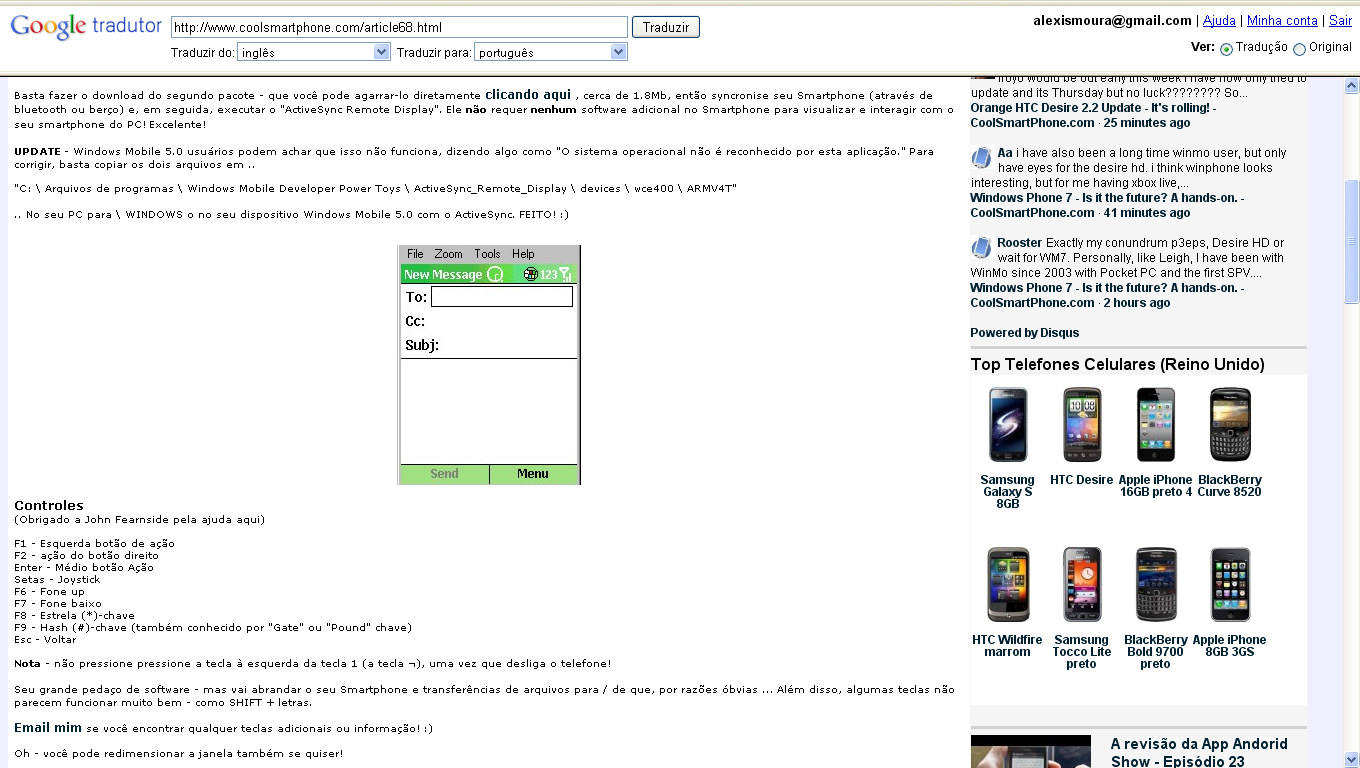 Google tradutor
http://www.coolsmartphone.com/article68.html
Traduzir
Traduzir do: inglês Traduzir para: português
alexismoura@gmail.com | Ajuda | Minha conta | Sair
Ver: Tradução Original
Basta fazer o download do segundo pacote - que você pode agarrar-lo diretamente clicando aqui , cerca de 1.8Mb, então syncronise seu Smartphone (através de
bluetooth ou berço) e, em seguida, executar o "ActiveSync Remote Display". Ele não requer nenhum software adicional no Smartphone para visualizar e interagir com o
seu smartphone do PC! Excelente!
UPDATE - Windows Mobile 5.0 usuários podem achar que isso não funciona, dizendo algo como "O sistema operacional não é reconhecido por esta aplicação." Para
corrigir, basta copiar os dois arquivos em ..
"C: \ Arquivos de programas \ Windows Mobile Developer Power Toys \ ActiveSync_Remote_Display \ devices \ wce400 \ ARMV4T"
.. No seu PC para \ WINDOWS o no seu dispositivo Windows Mobile 5.0 com o ActiveSync. FEITO! :)
File Zoom Tools Help
New Message 123
To:
Cc:
Subj:
Send Menu
Controles
(Obrigado a John Fearnside pela ajuda aqui)
F1 - Esquerda botão de ação
F2 - ação do botão direito
Enter - Médio botão Ação
Setas - Joystick
F6 - Fone up
F7 - Fone baixo
F8 - Estrela (*)-chave
F9 - Hash (#)-chave (também conhecido por "Gate" ou "Pound" chave)
Esc - Voltar
Nota - não pressione pressione a tecla à esquerda da tecla 1 (a tecla ¬), uma vez que desliga o telefone!
Seu grande pedaço de software - mas vai abrandar o seu Smartphone e transferências de arquivos para / de que, por razões óbvias ... Além disso, algumas teclas não
parecem funcionar muito bem - como SHIFT + letras.
Email mim se você encontrar qualquer teclas adicionais ou informação! :)
Oh - você pode redimensionar a janela também se quiser!
froyo would be out early this week i have now only tried to
update and its Thursday but no luck???????? So...
Orange HTC Desire 2.2 Update - It's rolling! -
CoolSmartPhone.com · 25 minutes ago
Aa i have also been a long time winmo user, but only
have eyes for the desire hd. i think winphone looks
interesting, but for me having xbox live,...
Windows Phone 7 - Is it the future? A hands-on. -
CoolSmartPhone.com · 41 minutes ago
Rooster Exactly my conundrum p3eps, Desire HD or
wait for WM7. Personally, like Leigh, I have been with
WinMo since 2003 with Pocket PC and the first SPV....
Windows Phone 7 - Is it the future? A hands-on. -
CoolSmartPhone.com · 2 hours ago
Powered by Disqus
Top Telefones Celulares (Reino Unido)
Samsung
Galaxy S
8GB
HTC Desire
Apple iPhone
16GB preto 4
BlackBerry
Curve 8520
HTC Wildfire
marrom
Samsung
Tocco Lite
preto
BlackBerry
Bold 9700
preto
Apple iPhone
8GB 3GS
A revisão da App Andorid
Show - Episódio 23